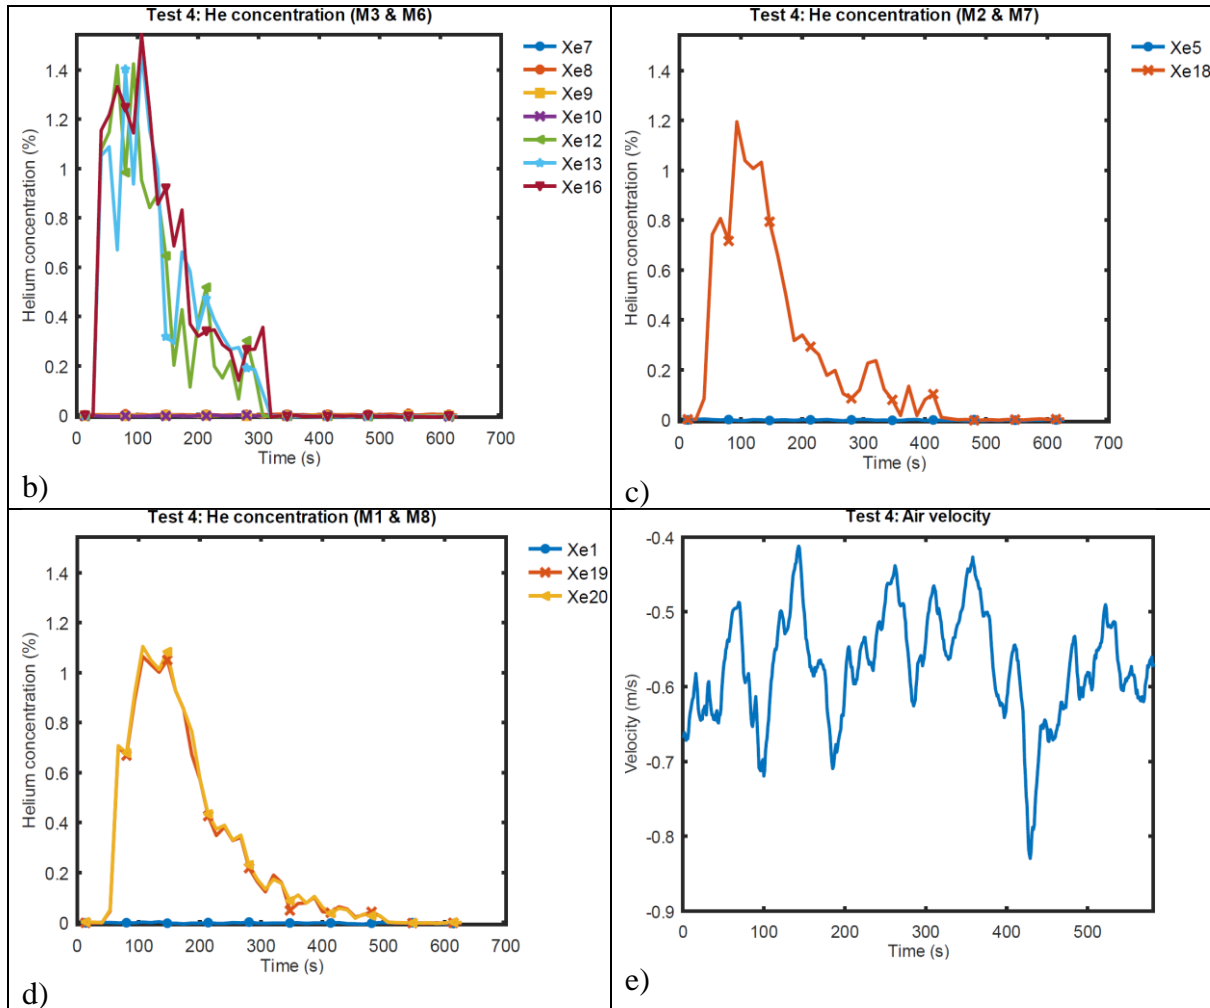 Test 4: He concentration (M3 & M6)
Helium concentration (%)
1.4
1.2
1
0.8
0.6
0.4
0.2
0
0 100 200 300 400 500 600 700
Time (s)
Xe7
Xe8
Xe9
Xe10
Xe12
Xe13
Xe16
b)
Test 4: He concentration (M2 & M7)
Helium concentration (%)
1.4
1.2
1
0.8
0.6
0.4
0.2
0
0 100 200 300 400 500 600 700
Time (s)
Xe5
Xe18
c)
Test 4: He concentration (M1 & M8)
Helium concentration (%)
1.4
1.2
1
0.8
0.6
0.4
0.2
0
0 100 200 300 400 500 600 700
Time (s)
Xe1
Xe19
Xe20
d)
Test 4: Air velocity
Velocity (m/s)
-0.4
-0.5
-0.6
-0.7
-0.8
-0.9
0 100 200 300 400 500
Time (s)
e)